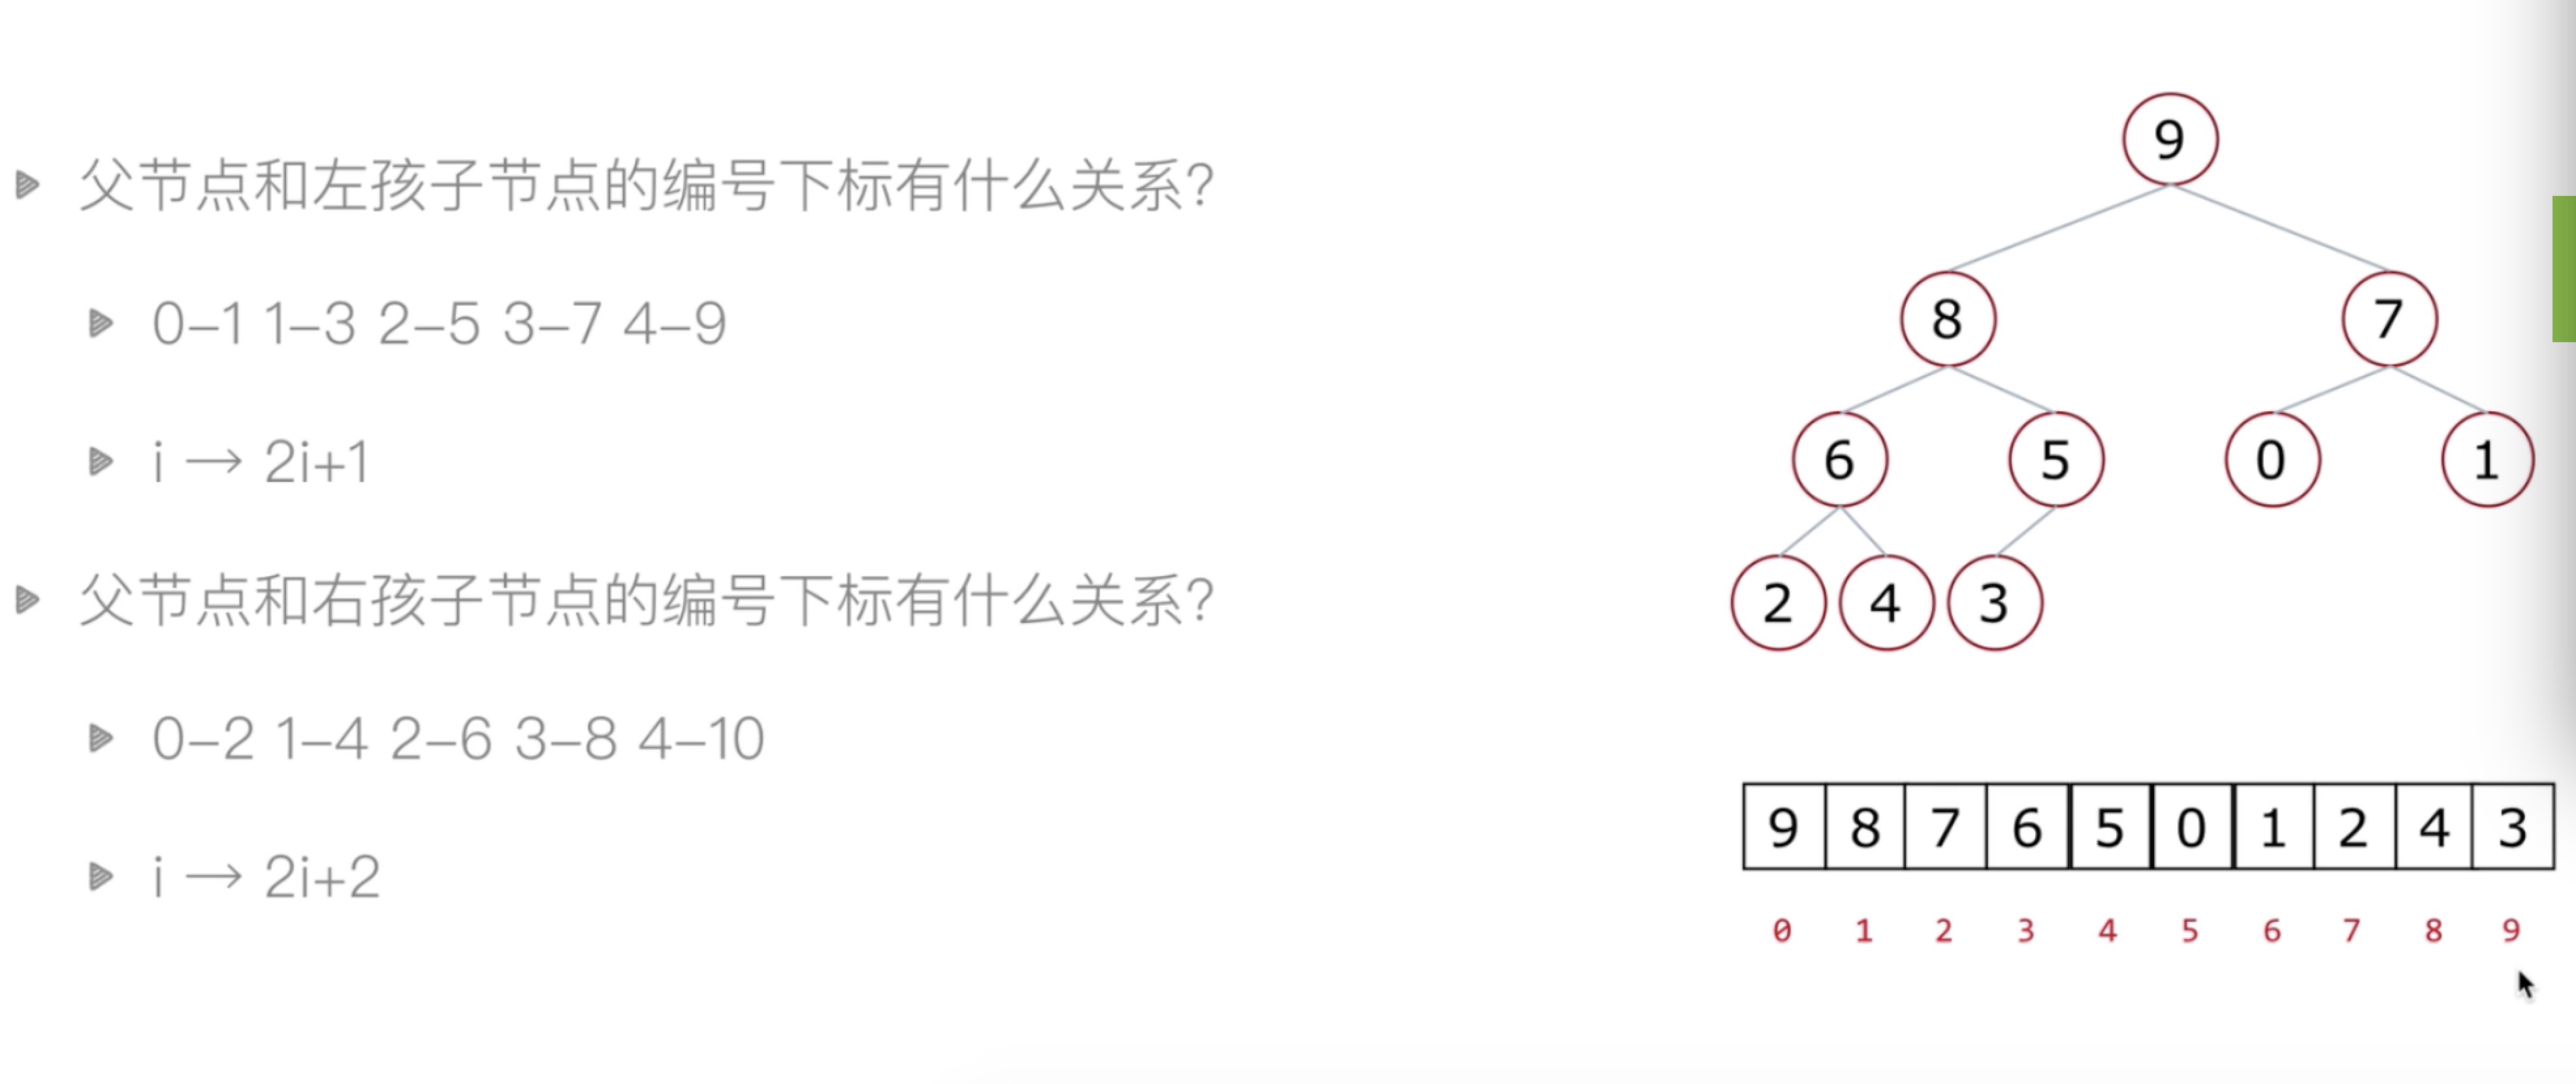 父节点和左孩子节点的编号下标有什么关系？
0–1 1–3 2–5 3–7 4–9
i → 2i+1
父节点和右孩子节点的编号下标有什么关系？
0–2 1–4 2–6 3–8 4–10
i → 2i+2
9
8 7
6 5 0 1
2 4 3
9 8 7 6 5 0 1 2 4 3
0 1 2 3 4 5 6 7 8 9